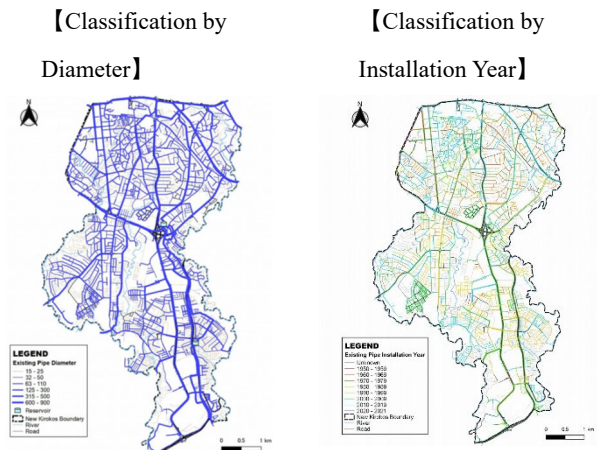 【Classification by
Diameter】
N
LEGEND
Existing Pipe Diameter
15 - 25
32 - 50
63 - 110
125 - 300
315 - 500
600 - 900
Reservoir
New Kirokos Boundary
River
Road
0 0.5 1 km
【Classification by
Installation Year】
N
LEGEND
Existing Pipe Installation Year
Unknown
1950 - 1959
1960 - 1969
1970 - 1979
1980 - 1989
1990 - 1999
2000 - 2009
2010 - 2019
2020 - 2021
New Kirokos Boundary
River
Road
0 0.5 1 km